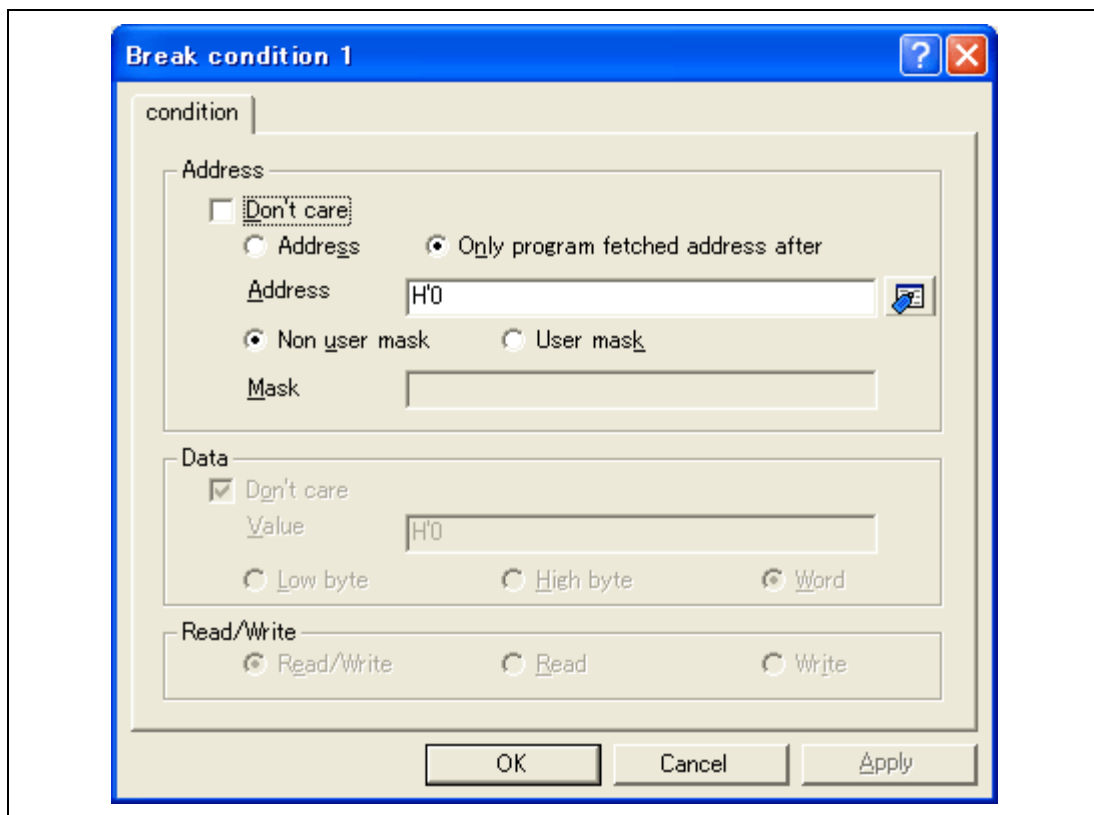 Break condition 1
condition
Address
Don't care
Address Only program fetched address after
Address H'0
Non user mask User mask
Mask
Data
Don't care
Value H'0
Low byte High byte Word
Read/Write
Read/Write Read Write
OK Cancel Apply